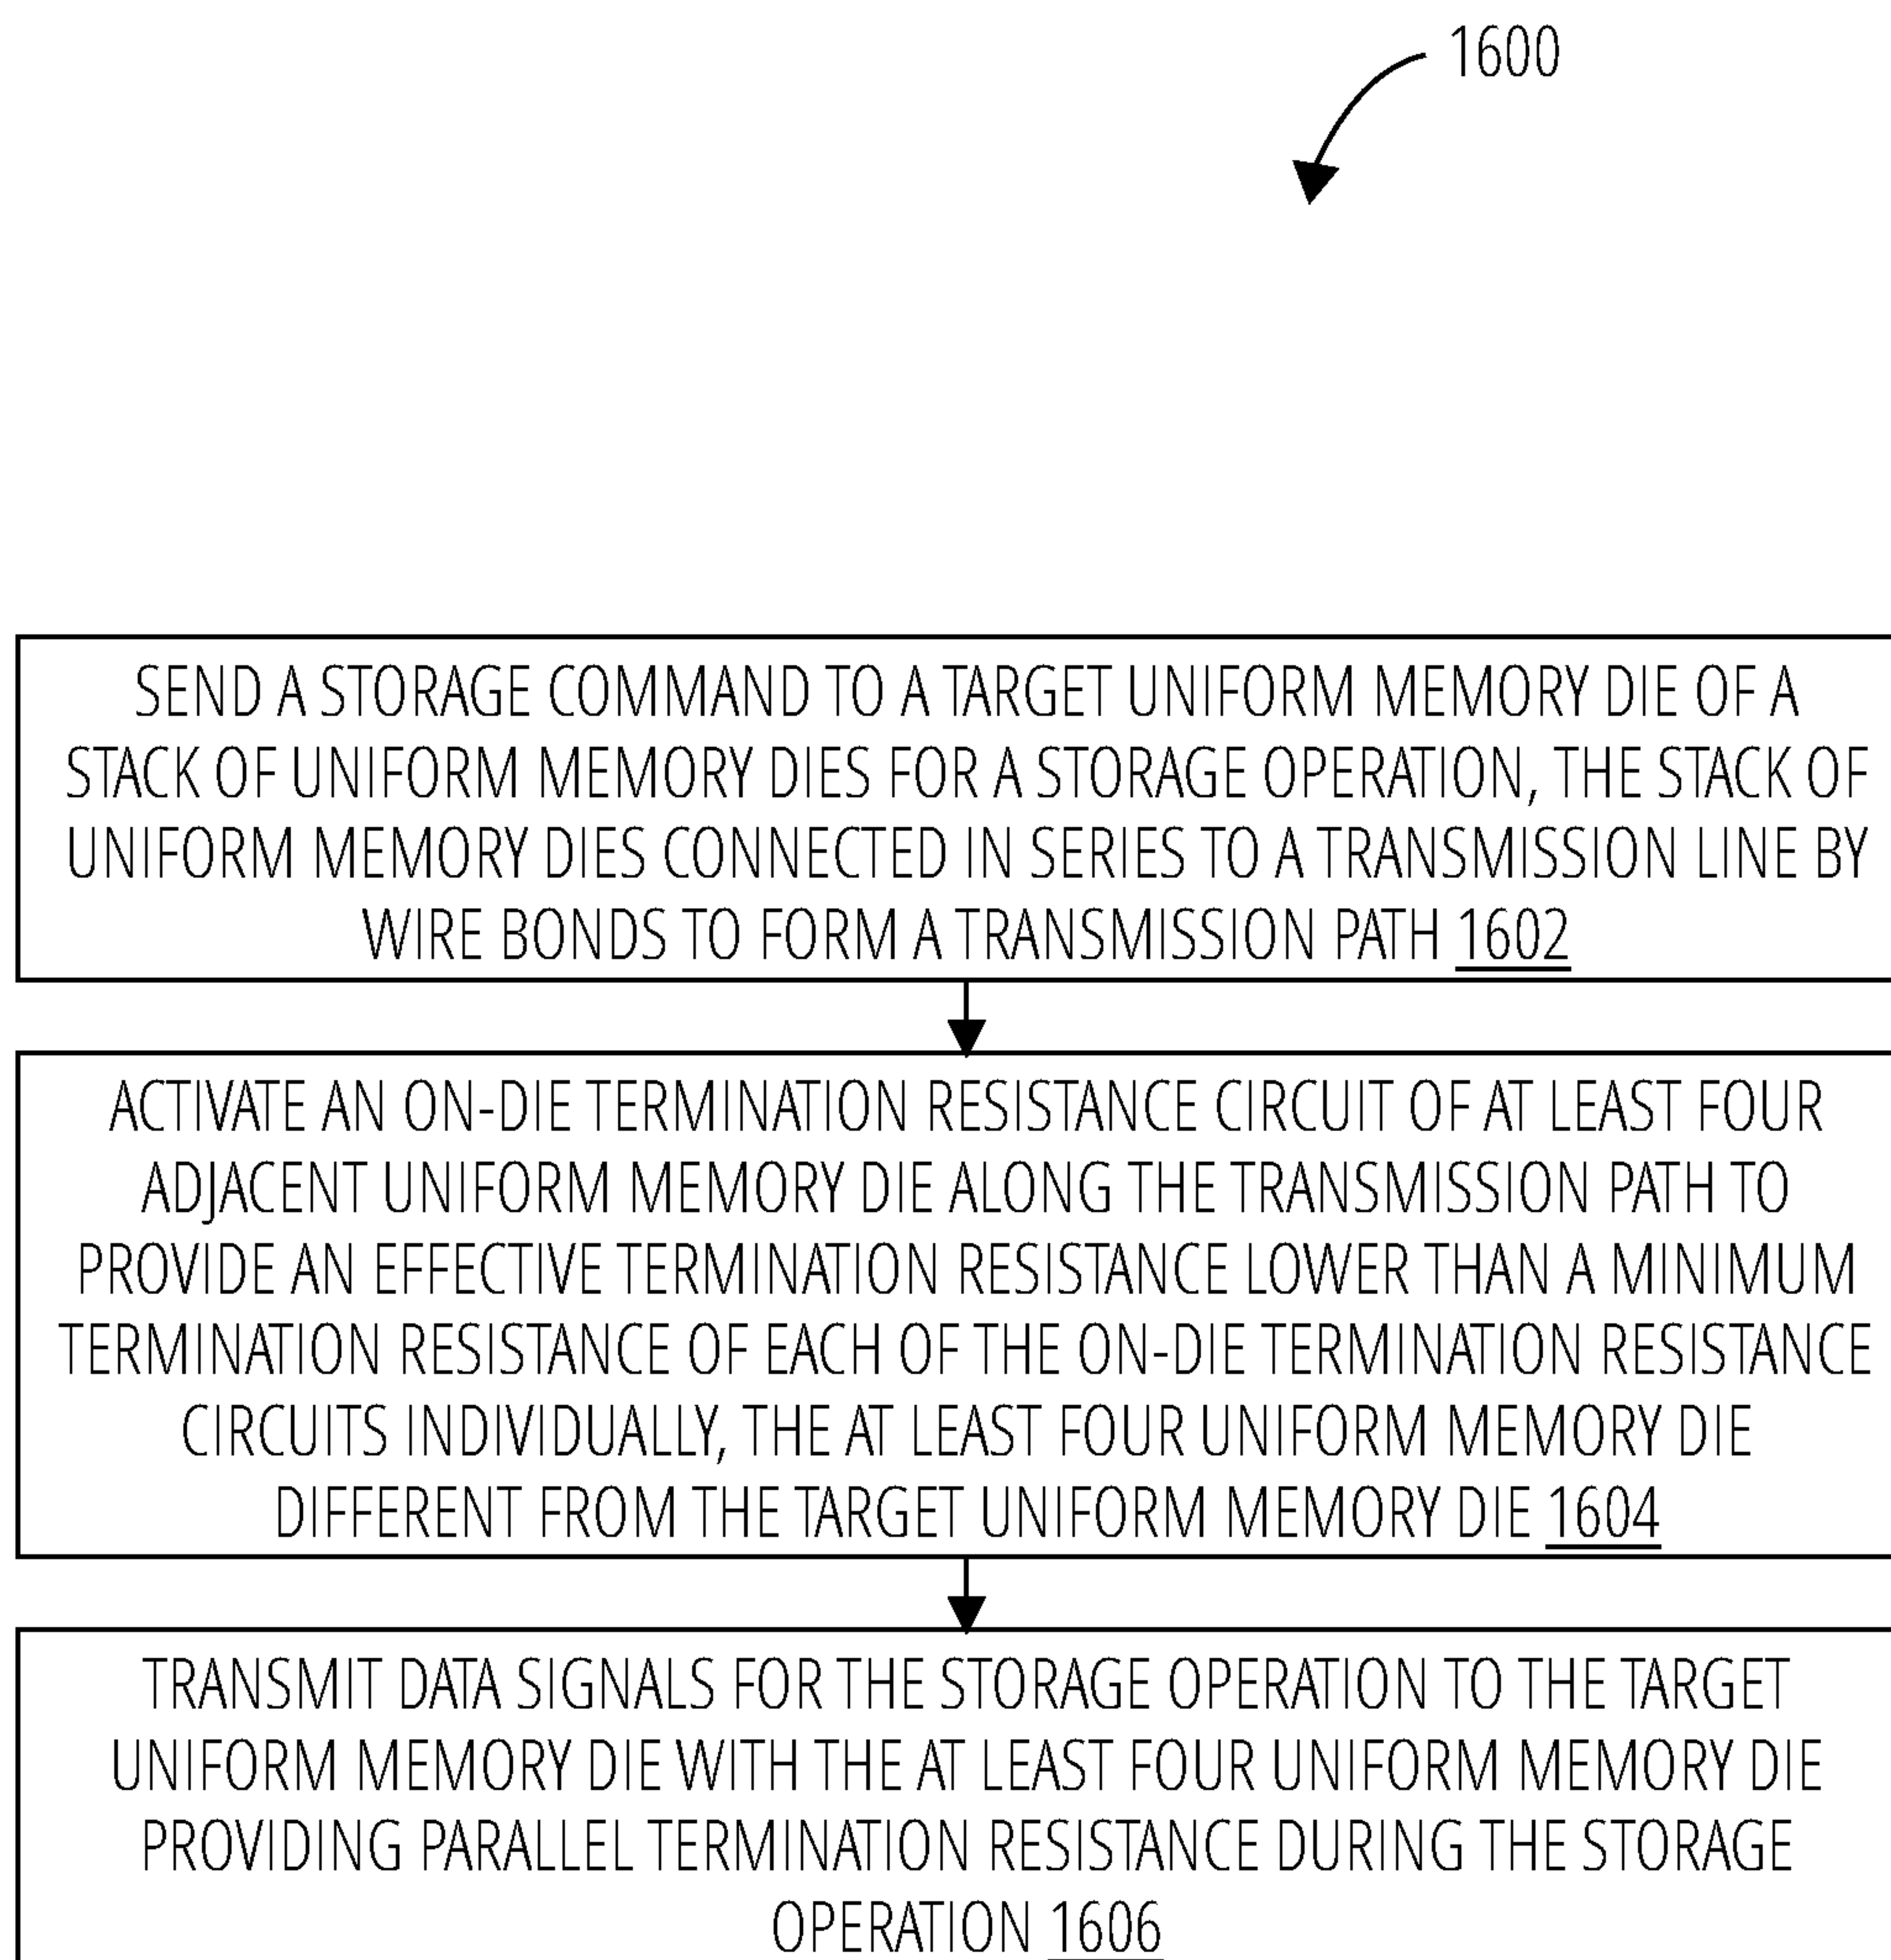 1600
SEND A STORAGE COMMAND TO A TARGET UNIFORM MEMORY DIE OF A
STACK OF UNIFORM MEMORY DIES FOR A STORAGE OPERATION, THE STACK OF
UNIFORM MEMORY DIES CONNECTED IN SERIES TO A TRANSMISSION LINE BY
WIRE BONDS TO FORM A TRANSMISSION PATH 1602
ACTIVATE AN ON-DIE TERMINATION RESISTANCE CIRCUIT OF AT LEAST FOUR
ADJACENT UNIFORM MEMORY DIE ALONG THE TRANSMISSION PATH TO
PROVIDE AN EFFECTIVE TERMINATION RESISTANCE LOWER THAN A MINIMUM
TERMINATION RESISTANCE OF EACH OF THE ON-DIE TERMINATION RESISTANCE
CIRCUITS INDIVIDUALLY, THE AT LEAST FOUR UNIFORM MEMORY DIE
DIFFERENT FROM THE TARGET UNIFORM MEMORY DIE 1604
TRANSMIT DATA SIGNALS FOR THE STORAGE OPERATION TO THE TARGET
UNIFORM MEMORY DIE WITH THE AT LEAST FOUR UNIFORM MEMORY DIE
PROVIDING PARALLEL TERMINATION RESISTANCE DURING THE STORAGE
OPERATION 1606